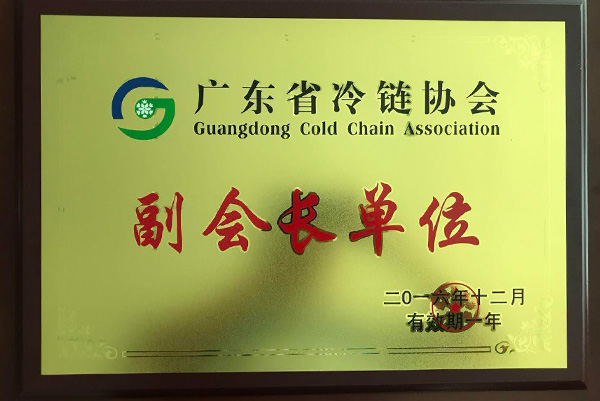 广东省冷链协会
Guangdong Cold Chain Association
副会长单位
二0一六年十二月
有效期一年